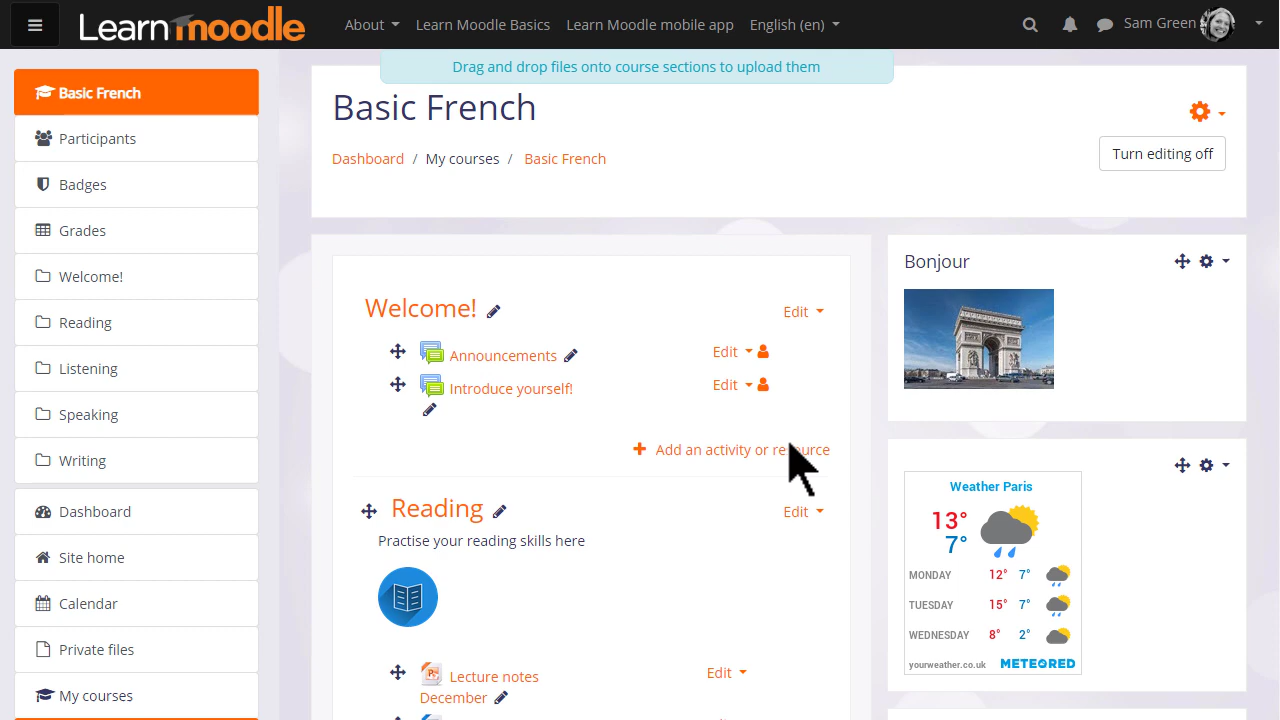 Learn moodle
About
Learn Moodle Basics
Learn Moodle mobile app
English (en)
Sam Green
Drag and drop files onto course sections to upload them
Basic French
Participants
Badges
Grades
Welcome!
Reading
Listening
Speaking
Writing
Dashboard
Site home
Calendar
Private files
My courses
Basic French
Dashboard / My courses / Basic French
Turn editing off
Welcome!
Edit
Announcements
Edit
Introduce yourself!
Edit
Add an activity or resource
Reading
Edit
Practise your reading skills here
Lecture notes
December
Edit
Bonjour
Weather Paris
13°
7°
MONDAY 12° 7°
TUESDAY 15° 7°
WEDNESDAY 8° 2°
yourweather.co.uk METEORED